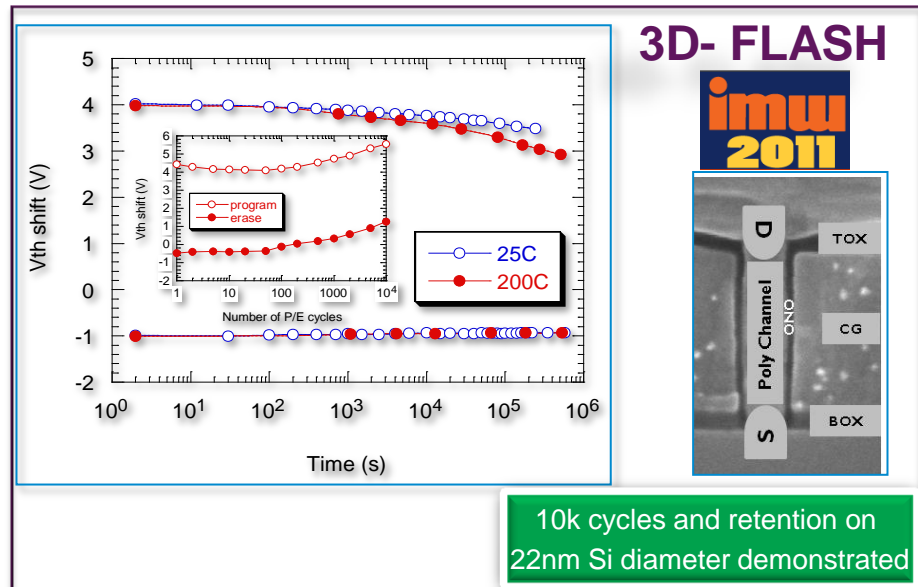 3D- FLASH
imw
2011
5
4
3
2
1
0
-1
-2
Vth shift (V)
10⁰ 10¹ 10² 10³ 10⁴ 10⁵ 10⁶
Time (s)
6
5
4
3
2
1
0
-1
-2
Vth shift (V)
1 10 100 1000 10⁴
Number of P/E cycles
program
erase
25C
200C
D
TOX
Poly Channel
ONO
CG
S
BOX
10k cycles and retention on
22nm Si diameter demonstrated